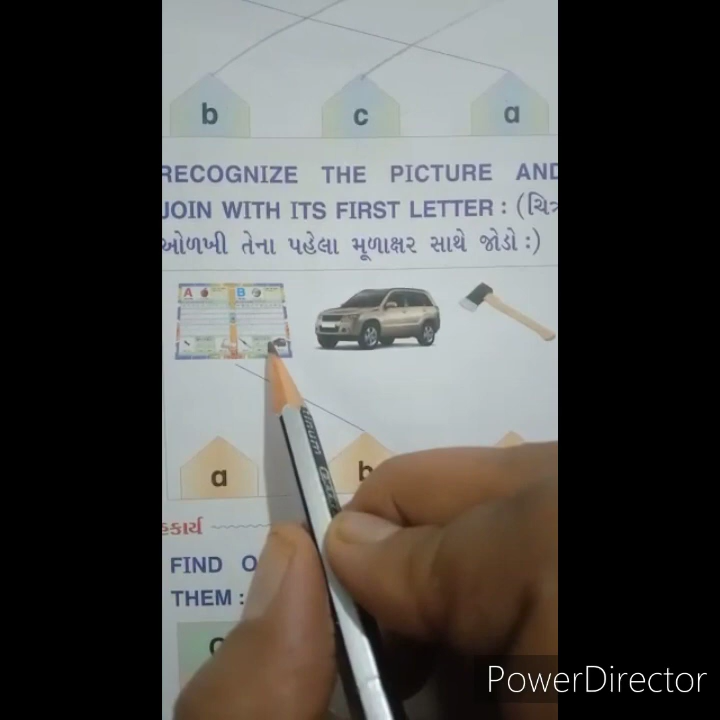 b c a
RECOGNIZE THE PICTURE AND
JOIN WITH ITS FIRST LETTER : (ચિત્ર
ઓળખી તેના પહેલા મૂળાક્ષર સાથે જોડો :)
A B
a b
FIND O
THEM :
PowerDirector